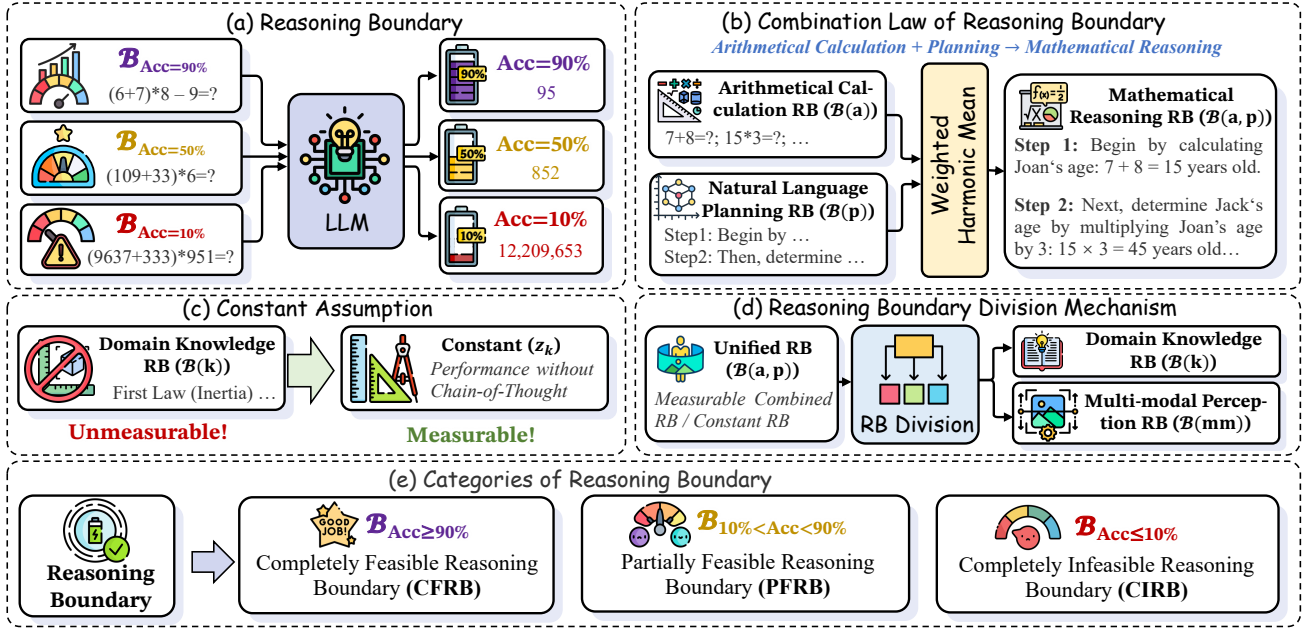 (a) Reasoning Boundary
ℬAcc=90%
(6+7)*8 – 9=?
ℬAcc=50%
(109+33)*6=?
ℬAcc=10%
(9637+333)*951=?
LLM
90%
Acc=90%
95
50%
Acc=50%
852
10%
Acc=10%
12,209,653
(b) Combination Law of Reasoning Boundary
Arithmetical Calculation + Planning → Mathematical Reasoning
Arithmetical Cal-
culation RB (ℬ(a))
7+8=?; 15*3=?; …
Natural Language
Planning RB (ℬ(p))
Step1: Begin by …
Step2: Then, determine …
Weighted
Harmonic Mean
f(x)=½
Mathematical
Reasoning RB (ℬ(a, p))
Step 1: Begin by calculating
Joan‘s age: 7 + 8 = 15 years old.
Step 2: Next, determine Jack‘s
age by multiplying Joan’s age
by 3: 15 × 3 = 45 years old…
(c) Constant Assumption
Domain Knowledge
RB (ℬ(k))
First Law (Inertia) …
Unmeasurable!
Constant (zk)
Performance without
Chain-of-Thought
Measurable!
(d) Reasoning Boundary Division Mechanism
Unified RB
(ℬ(a, p))
Measurable Combined
RB / Constant RB
RB Division
Domain Knowledge
RB (ℬ(k))
Multi-modal Percep-
tion RB (ℬ(mm))
(e) Categories of Reasoning Boundary
Reasoning
Boundary
GOOD
JOB!
ℬAcc≥90%
Completely Feasible Reasoning
Boundary (CFRB)
ℬ10%<Acc<90%
Partially Feasible Reasoning
Boundary (PFRB)
ℬAcc≤10%
Completely Infeasible Reasoning
Boundary (CIRB)